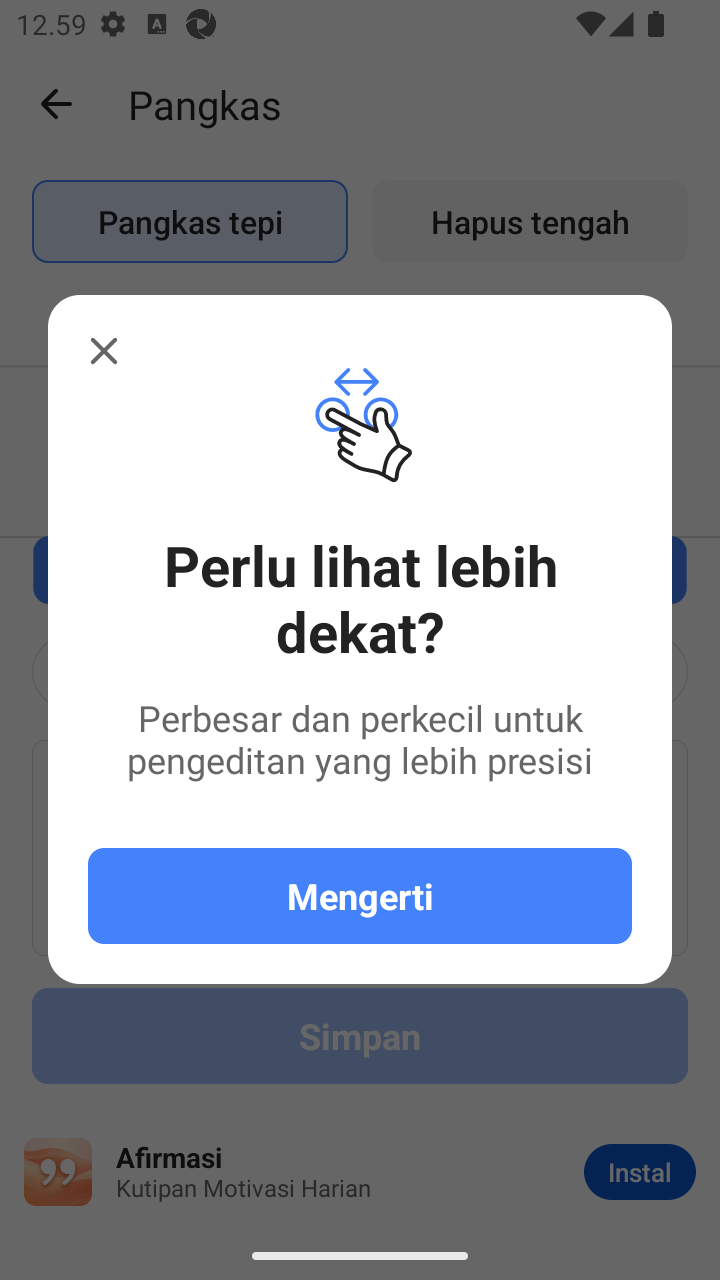 12.59
Pangkas
Pangkas tepi
Hapus tengah
Perlu lihat lebih
dekat?
Perbesar dan perkecil untuk
pengeditan yang lebih presisi
Mengerti
Simpan
Afirmasi
Kutipan Motivasi Harian
Instal